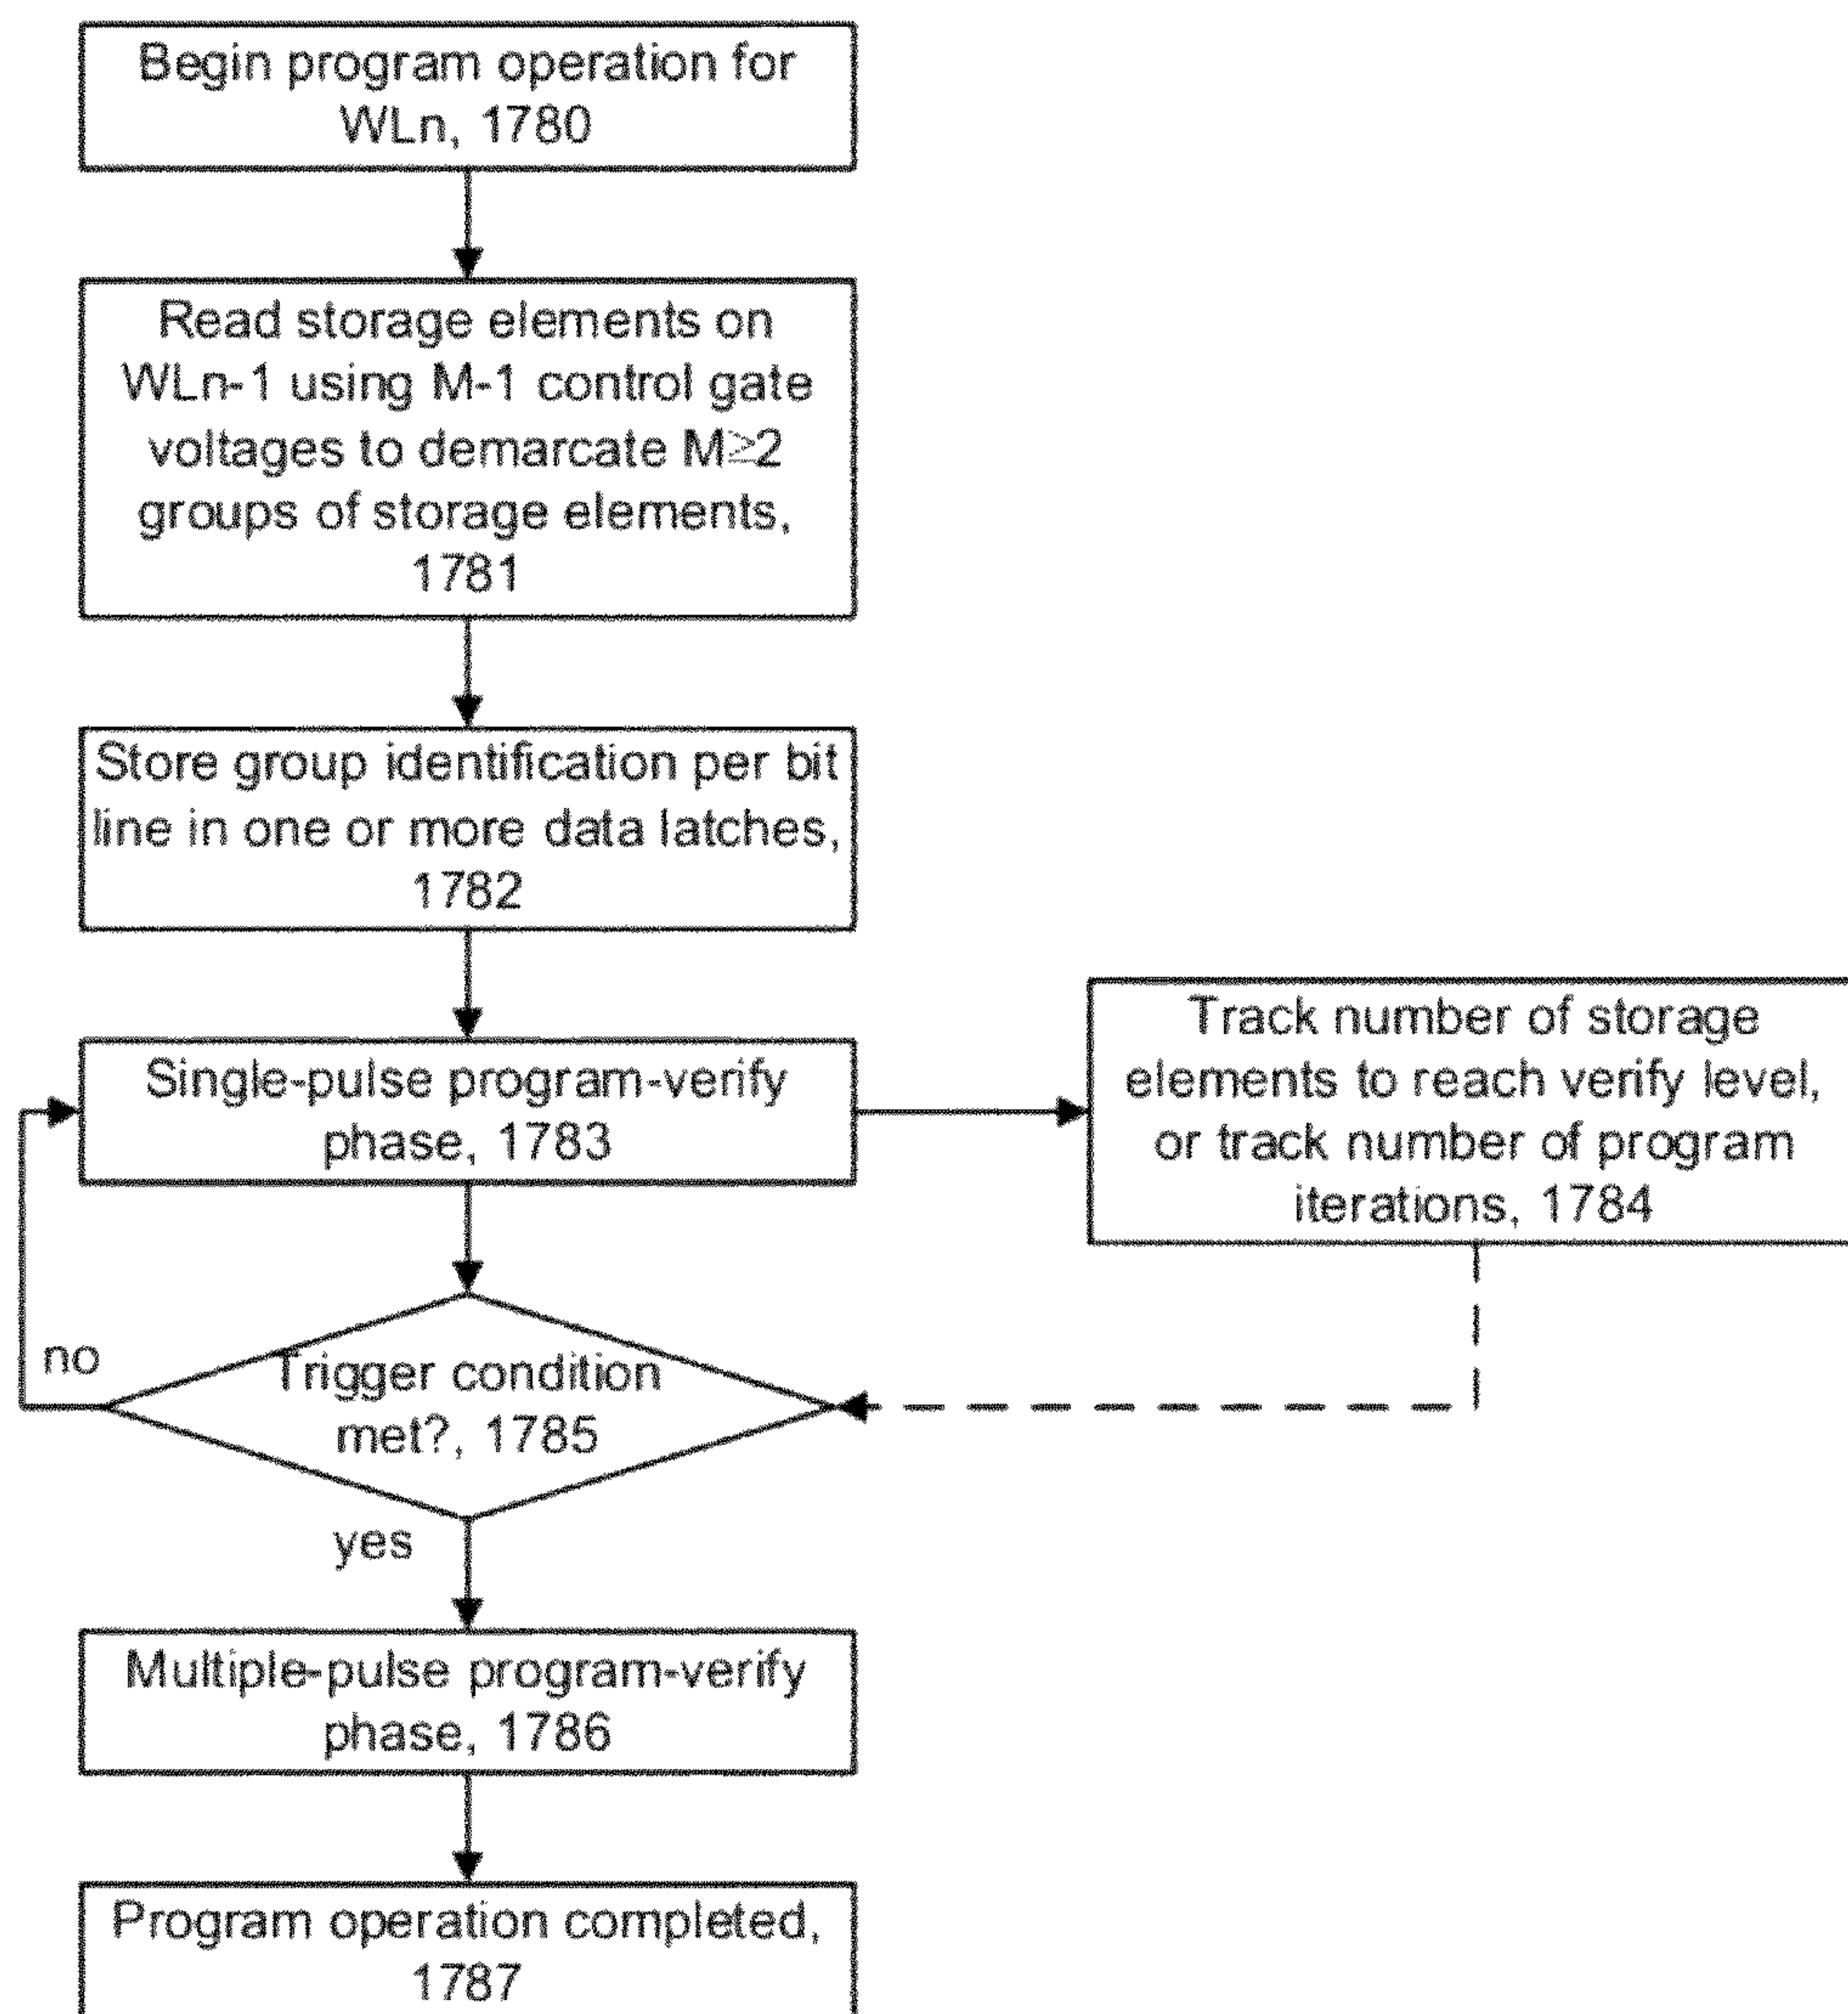 Begin program operation for
WLn, 1780
Read storage elements on
WLn-1 using M-1 control gate
voltages to demarcate M≥2
groups of storage elements,
1781
Store group identification per bit
line in one or more data latches,
1782
Single-pulse program-verify
phase, 1783
Track number of storage
elements to reach verify level,
or track number of program
iterations, 1784
no
Trigger condition
met?, 1785
yes
Multiple-pulse program-verify
phase, 1786
Program operation completed,
1787